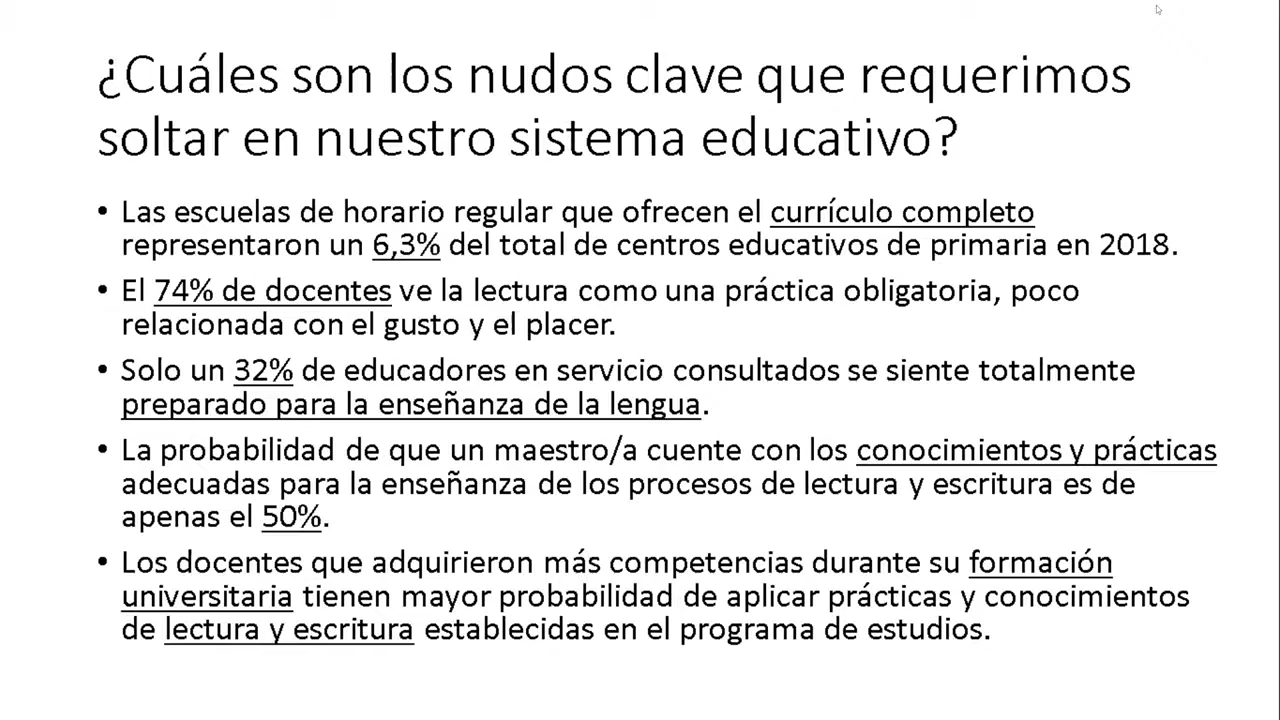 ¿Cuáles son los nudos clave que requerimos
soltar en nuestro sistema educativo?
• Las escuelas de horario regular que ofrecen el currículo completo
representaron un 6,3% del total de centros educativos de primaria en 2018.
• El 74% de docentes ve la lectura como una práctica obligatoria, poco
relacionada con el gusto y el placer.
• Solo un 32% de educadores en servicio consultados se siente totalmente
preparado para la enseñanza de la lengua.
• La probabilidad de que un maestro/a cuente con los conocimientos y prácticas
adecuadas para la enseñanza de los procesos de lectura y escritura es de
apenas el 50%.
• Los docentes que adquirieron más competencias durante su formación
universitaria tienen mayor probabilidad de aplicar prácticas y conocimientos
de lectura y escritura establecidas en el programa de estudios.